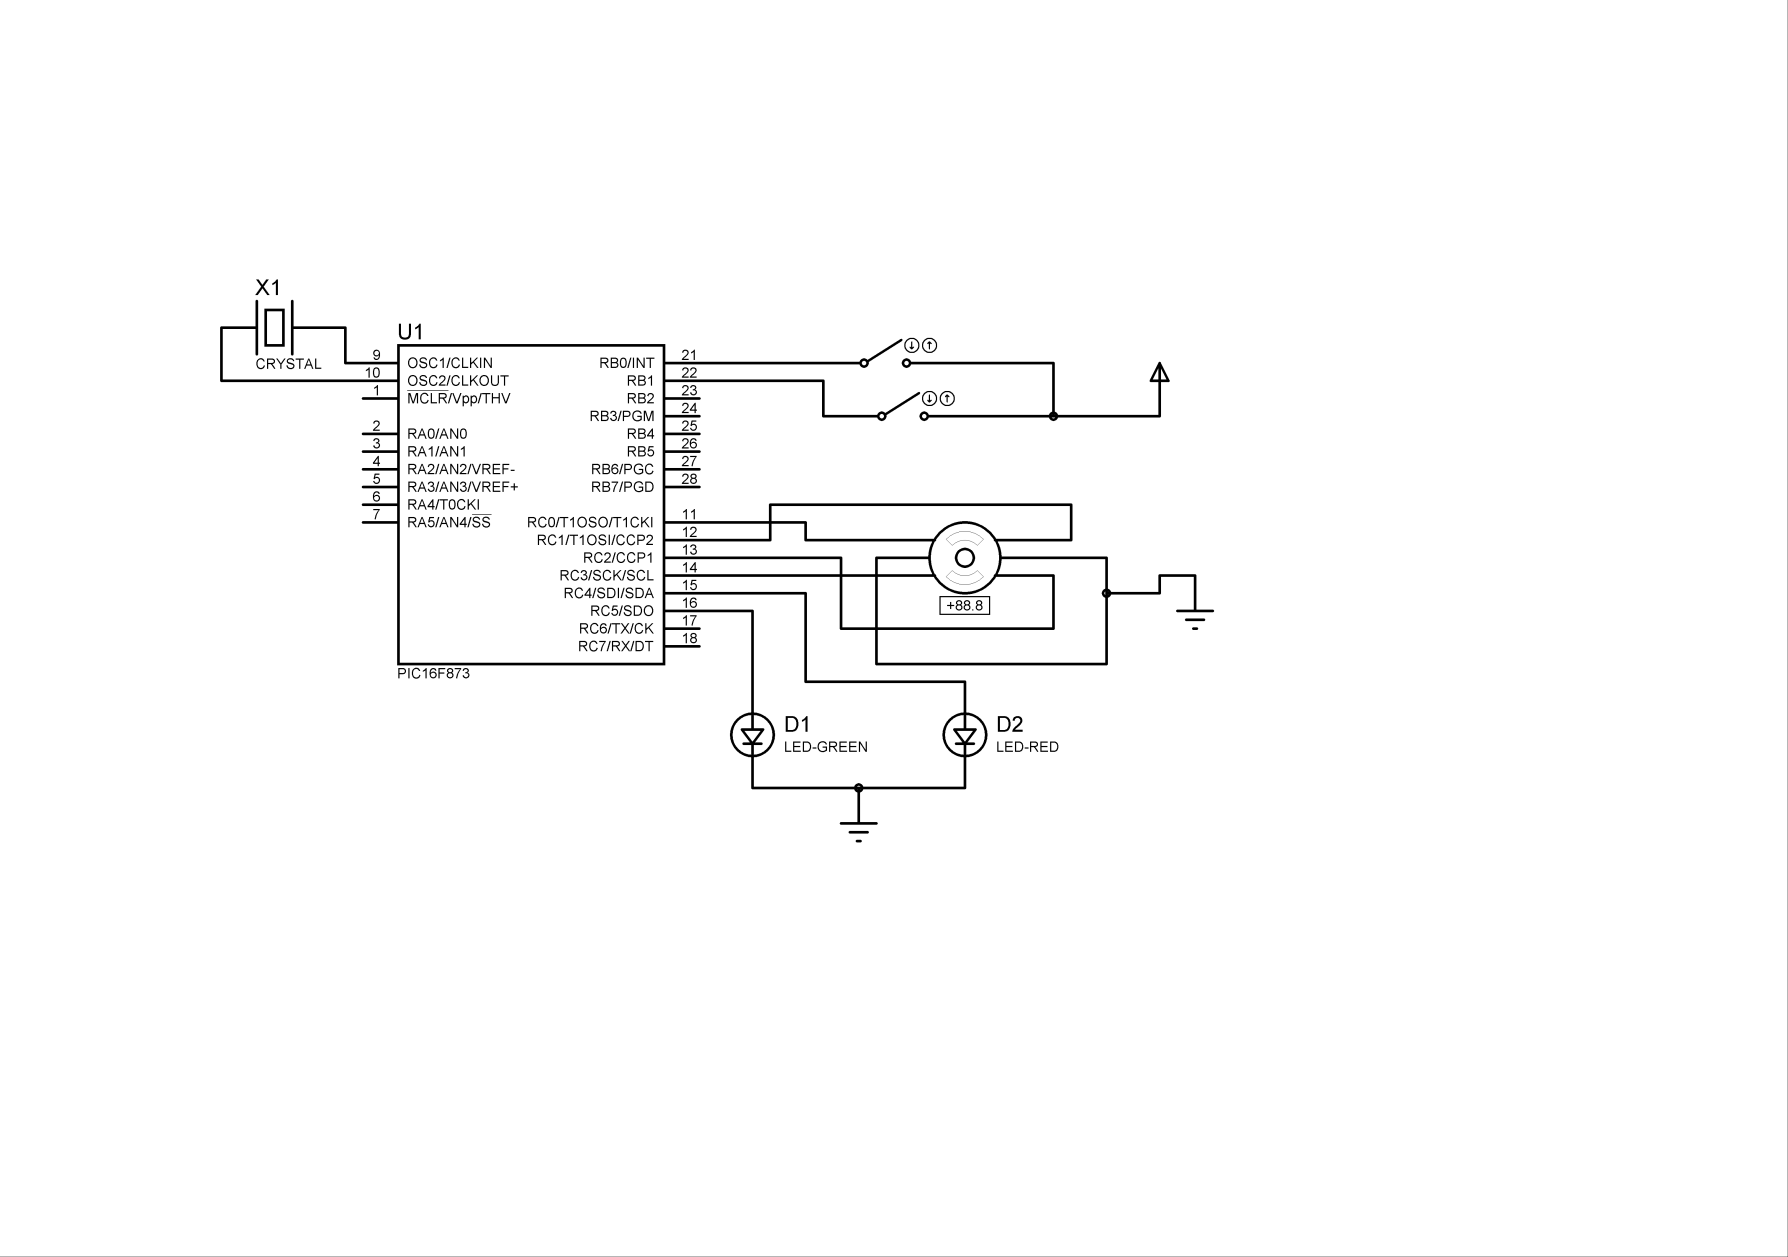 X1
CRYSTAL
U1
9 OSC1/CLKIN
10 OSC2/CLKOUT
1 MCLR/Vpp/THV
2 RA0/AN0
3 RA1/AN1
4 RA2/AN2/VREF-
5 RA3/AN3/VREF+
6 RA4/T0CKI
7 RA5/AN4/SS
RB0/INT 21
RB1 22
RB2 23
RB3/PGM 24
RB4 25
RB5 26
RB6/PGC 27
RB7/PGD 28
RC0/T1OSO/T1CKI 11
RC1/T1OSI/CCP2 12
RC2/CCP1 13
RC3/SCK/SCL 14
RC4/SDI/SDA 15
RC5/SDO 16
RC6/TX/CK 17
RC7/RX/DT 18
PIC16F873
+88.8
D1
LED-GREEN
D2
LED-RED